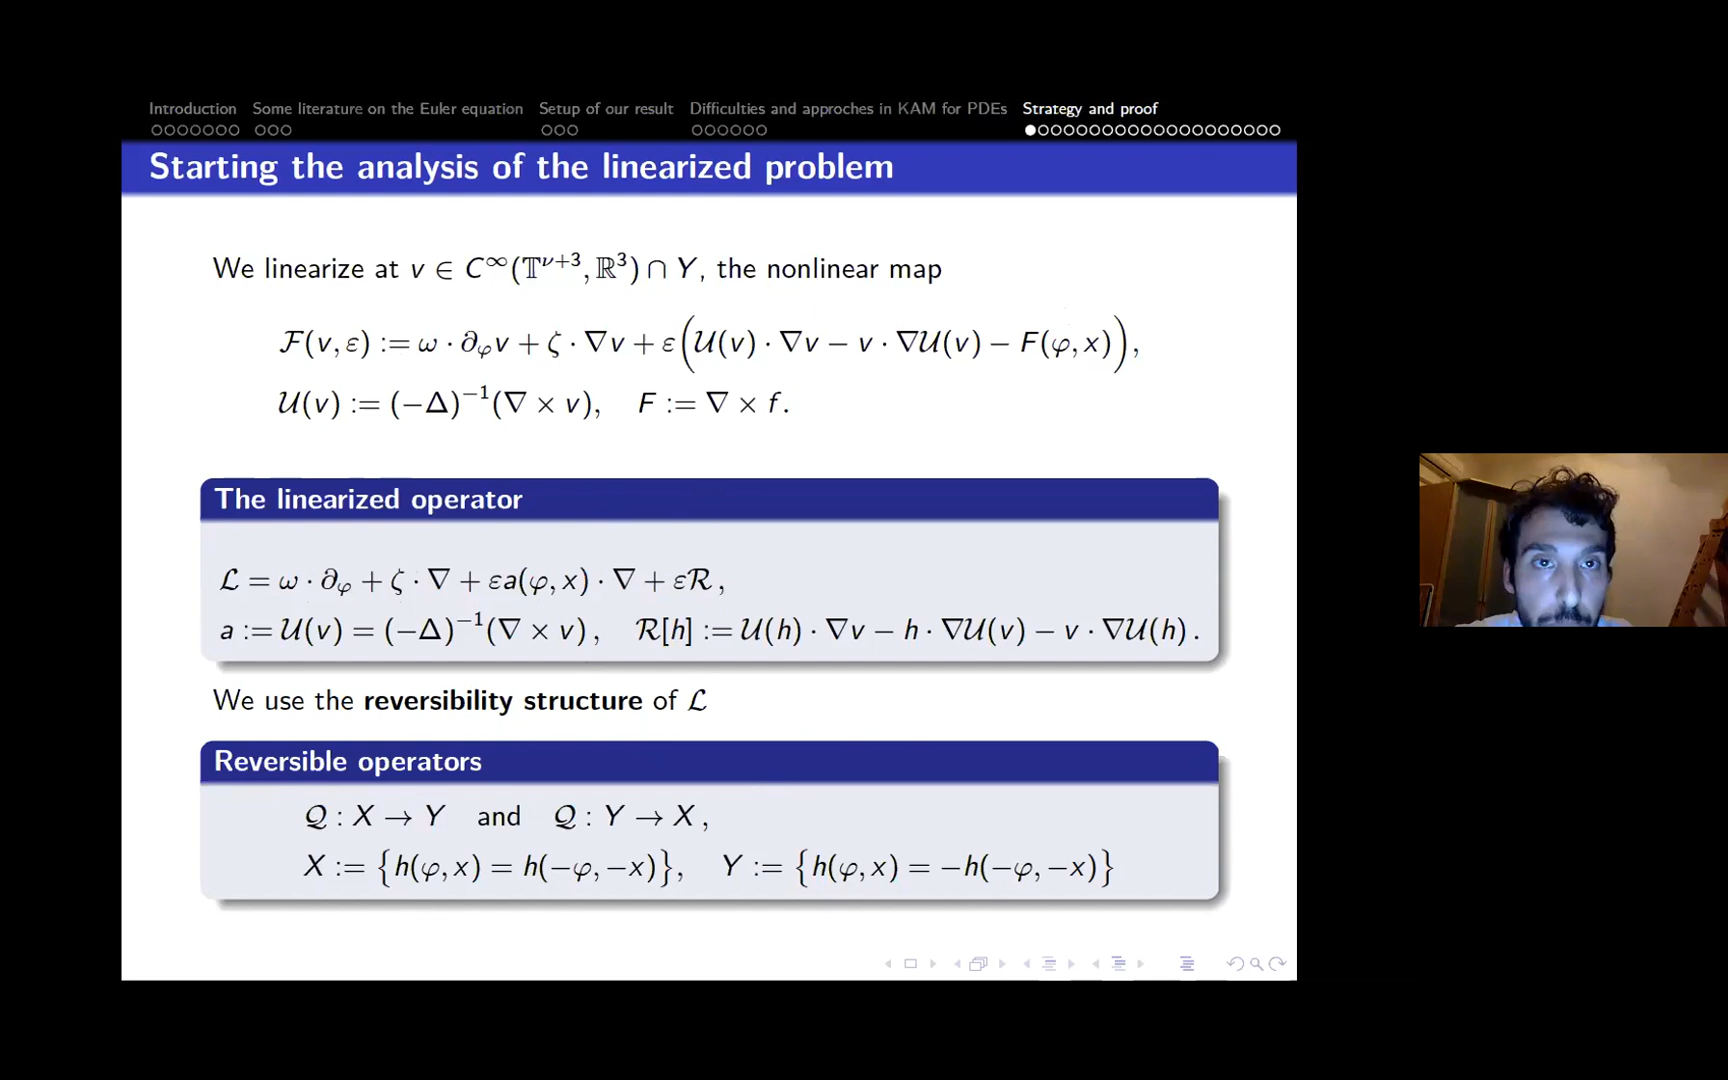 Introduction Some literature on the Euler equation Setup of our result Difficulties and approches in KAM for PDEs Strategy and proof
Starting the analysis of the linearized problem
We linearize at v ∈ C^∞(𝕋^{ν+3}, ℝ^3) ∩ Y, the nonlinear map
ℱ(v, ε) := ω · ∂_φ v + ζ · ∇v + ε(𝒰(v) · ∇v − v · ∇𝒰(v) − F(φ, x)),
𝒰(v) := (−Δ)^{−1}(∇ × v), F := ∇ × f.
The linearized operator
ℒ = ω · ∂_φ + ζ · ∇ + εa(φ, x) · ∇ + εℛ,
a := 𝒰(v) = (−Δ)^{−1}(∇ × v), ℛ[h] := 𝒰(h) · ∇v − h · ∇𝒰(v) − v · ∇𝒰(h).
We use the reversibility structure of ℒ
Reversible operators
𝒬 : X → Y and 𝒬 : Y → X,
X := {h(φ, x) = h(−φ, −x)}, Y := {h(φ, x) = −h(−φ, −x)}